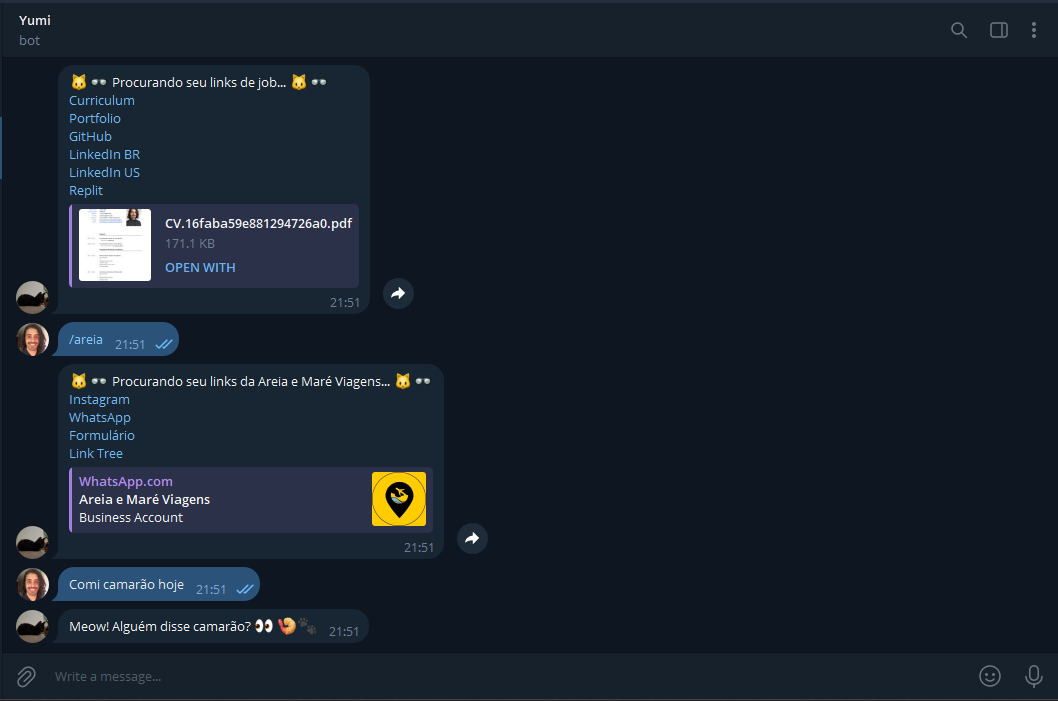 Yumi
bot
🐱 👓 Procurando seu links de job... 🐱 👓
Curriculum
Portfolio
GitHub
LinkedIn BR
LinkedIn US
Replit
CV.16faba59e881294726a0.pdf
171.1 KB
OPEN WITH
21:51
/areia 21:51
🐱 👓 Procurando seu links da Areia e Maré Viagens... 🐱 👓
Instagram
WhatsApp
Formulário
Link Tree
WhatsApp.com
Areia e Maré Viagens
Business Account
21:51
Comi camarão hoje 21:51
Meow! Alguém disse camarão? 👀 🍤🐾 21:51
Write a message...